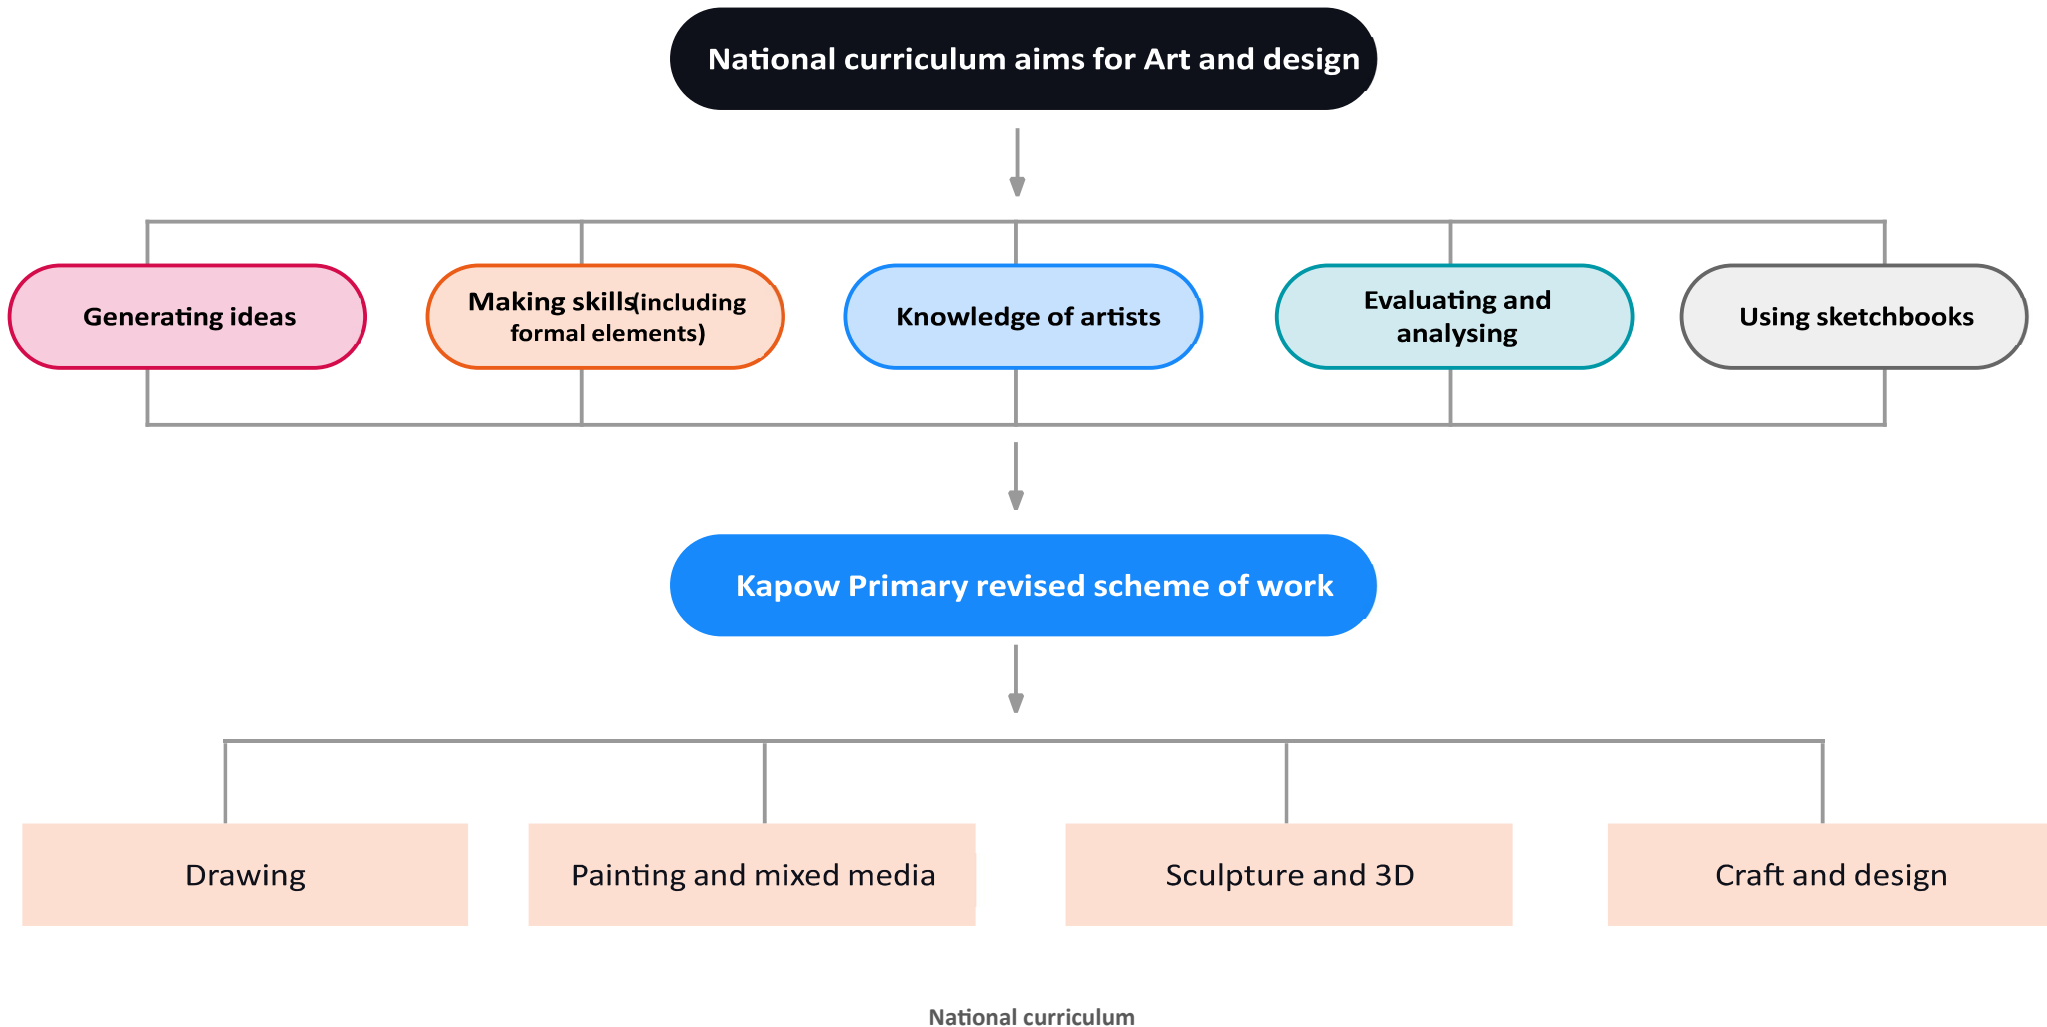 National curriculum aims for Art and design
Generating ideas
Making skills(including
formal elements)
Knowledge of artists
Evaluating and
analysing
Using sketchbooks
Kapow Primary revised scheme of work
Drawing
Painting and mixed media
Sculpture and 3D
Craft and design
National curriculum